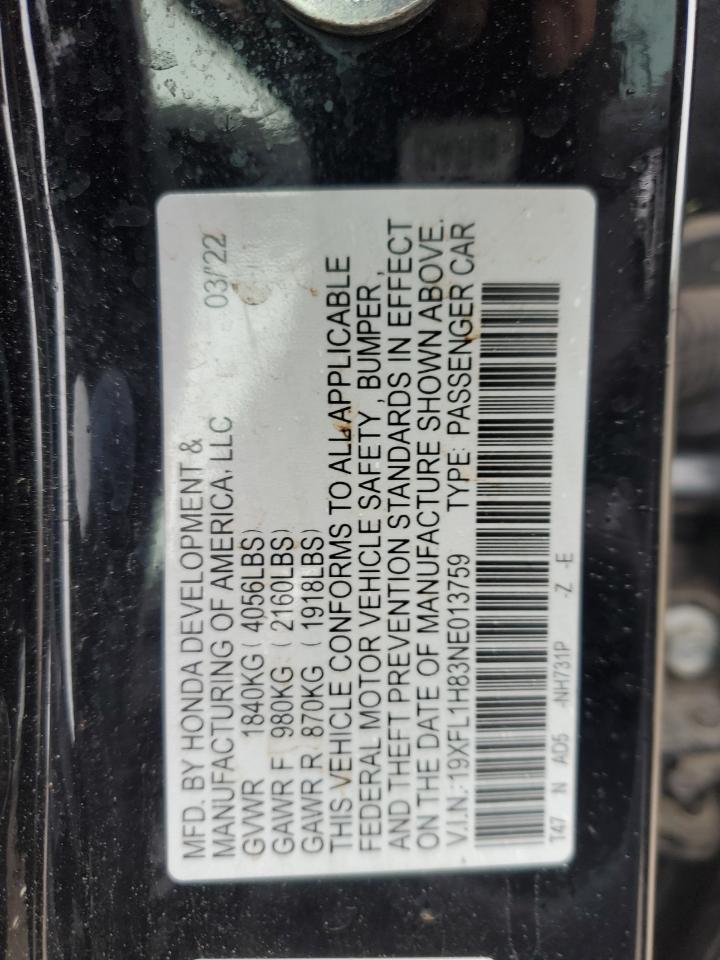 MFD. BY HONDA DEVELOPMENT &
MANUFACTURING OF AMERICA, LLC 03/'22
GVWR 1840KG ( 4056LBS)
GAWR F 980KG ( 2160LBS)
GAWR R 870KG ( 1918LBS)
THIS VEHICLE CONFORMS TO ALL APPLICABLE
FEDERAL MOTOR VEHICLE SAFETY, BUMPER,
AND THEFT PREVENTION STANDARDS IN EFFECT
ON THE DATE OF MANUFACTURE SHOWN ABOVE.
V.I.N.: 19XFL1H83NE013759 TYPE: PASSENGER CAR
T47 N AD5 -NH731P -Z -E